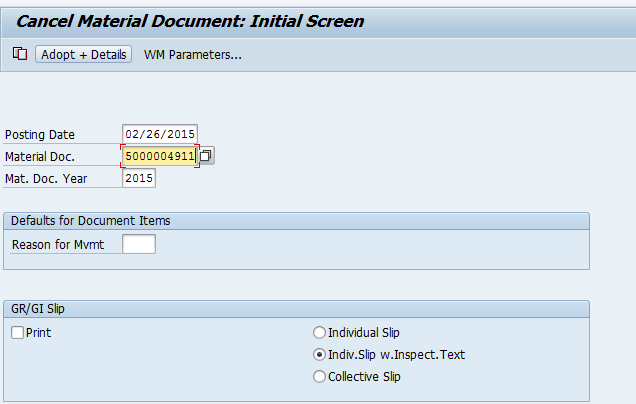 Cancel Material Document: Initial Screen
Adopt + Details WM Parameters...
Posting Date 02/26/2015
Material Doc. 5000004911
Mat. Doc. Year 2015
Defaults for Document Items
Reason for Mvmt
GR/GI Slip
Print Individual Slip
Indiv.Slip w.Inspect.Text
Collective Slip